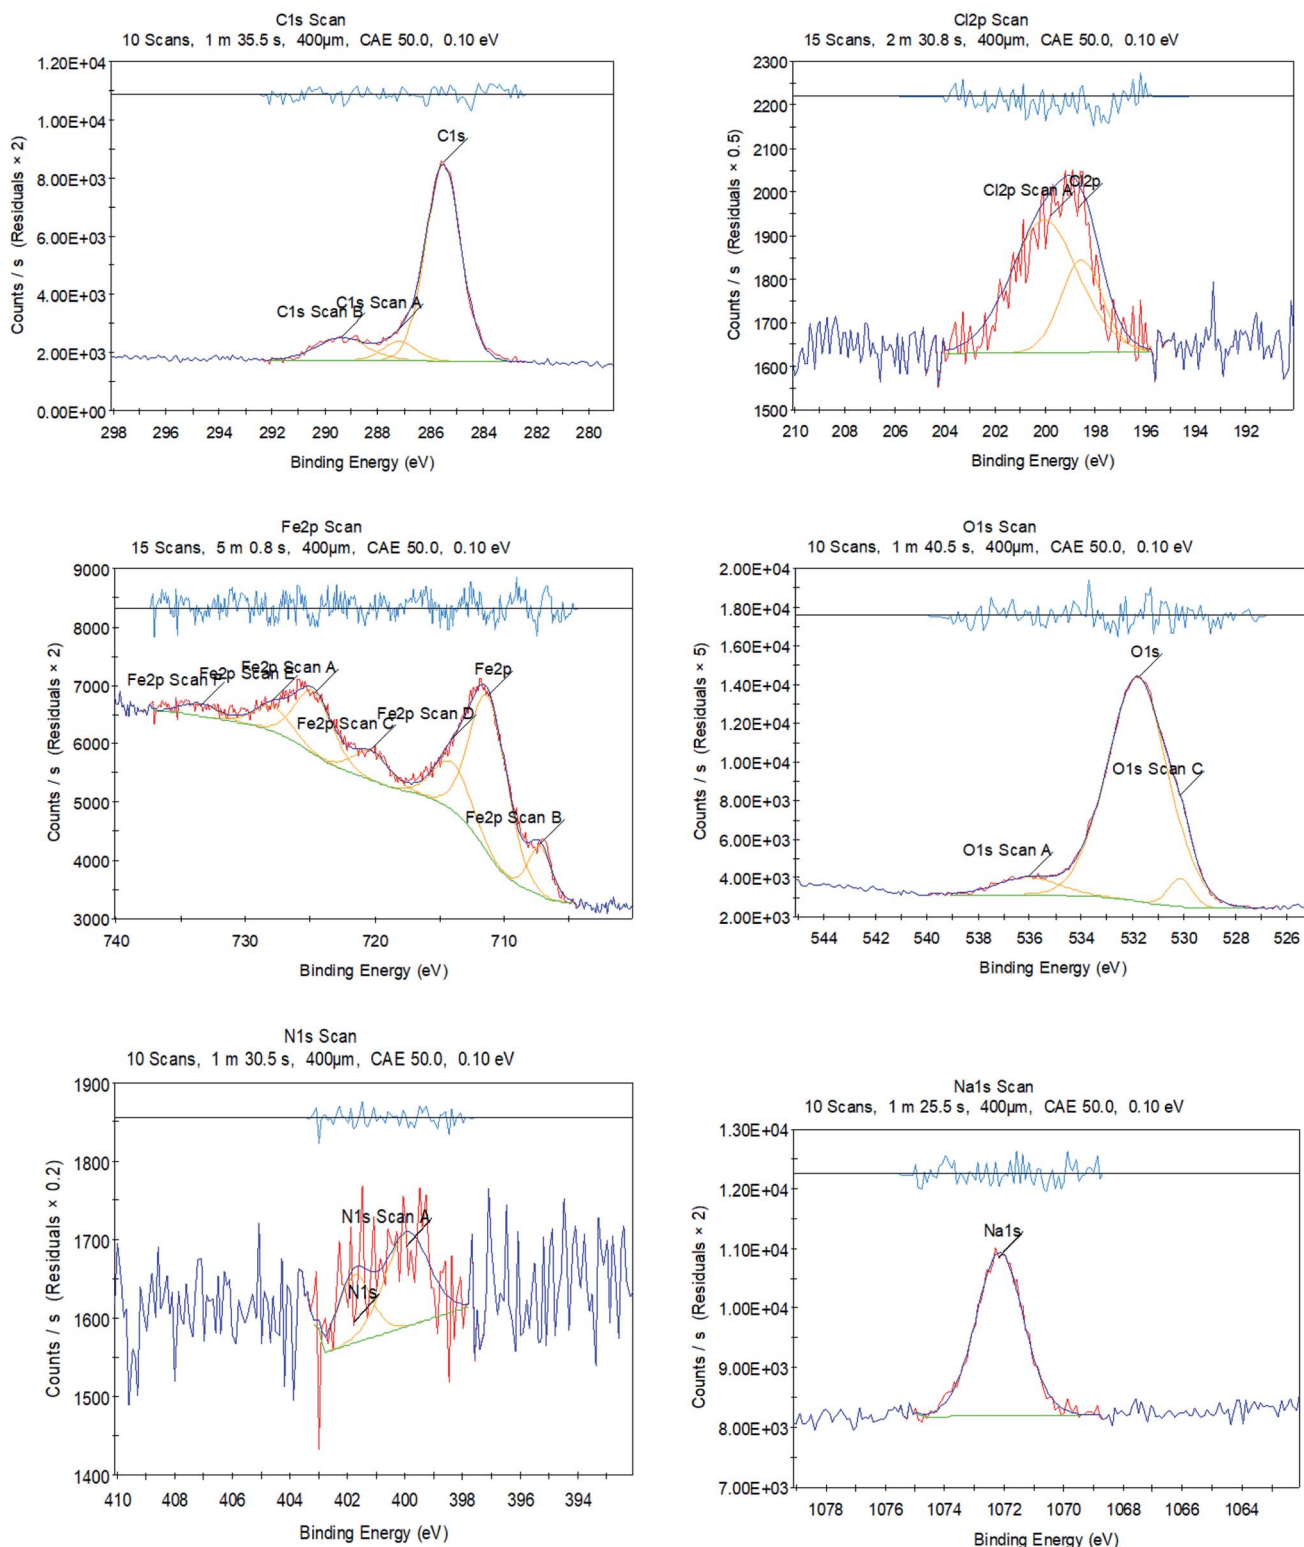 C1s Scan
10 Scans, 1 m 35.5 s, 400µm, CAE 50.0, 0.10 eV
1.20E+04
1.00E+04
8.00E+03
6.00E+03
4.00E+03
2.00E+03
0.00E+00
Counts / s (Residuals × 2)
C1s
C1s Scan A
C1s Scan B
298 296 294 292 290 288 286 284 282 280
Binding Energy (eV)
Cl2p Scan
15 Scans, 2 m 30.8 s, 400µm, CAE 50.0, 0.10 eV
2300
2200
2100
2000
1900
1800
1700
1600
1500
Counts / s (Residuals × 0.5)
Cl2p Scan A
Cl2p
210 208 206 204 202 200 198 196 194 192
Binding Energy (eV)
Fe2p Scan
15 Scans, 5 m 0.8 s, 400µm, CAE 50.0, 0.10 eV
9000
8000
7000
6000
5000
4000
3000
Counts / s (Residuals × 2)
Fe2p Scan F
Fe2p Scan E
Fe2p Scan A
Fe2p Scan C
Fe2p Scan D
Fe2p
Fe2p Scan B
740 730 720 710
Binding Energy (eV)
O1s Scan
10 Scans, 1 m 40.5 s, 400µm, CAE 50.0, 0.10 eV
2.00E+04
1.80E+04
1.60E+04
1.40E+04
1.20E+04
1.00E+04
8.00E+03
6.00E+03
4.00E+03
2.00E+03
Counts / s (Residuals × 5)
O1s
O1s Scan C
O1s Scan A
544 542 540 538 536 534 532 530 528 526
Binding Energy (eV)
N1s Scan
10 Scans, 1 m 30.5 s, 400µm, CAE 50.0, 0.10 eV
1900
1800
1700
1600
1500
1400
Counts / s (Residuals × 0.2)
N1s Scan A
N1s
410 408 406 404 402 400 398 396 394
Binding Energy (eV)
Na1s Scan
10 Scans, 1 m 25.5 s, 400µm, CAE 50.0, 0.10 eV
1.30E+04
1.20E+04
1.10E+04
1.00E+04
9.00E+03
8.00E+03
7.00E+03
Counts / s (Residuals × 2)
Na1s
1078 1076 1074 1072 1070 1068 1066 1064
Binding Energy (eV)